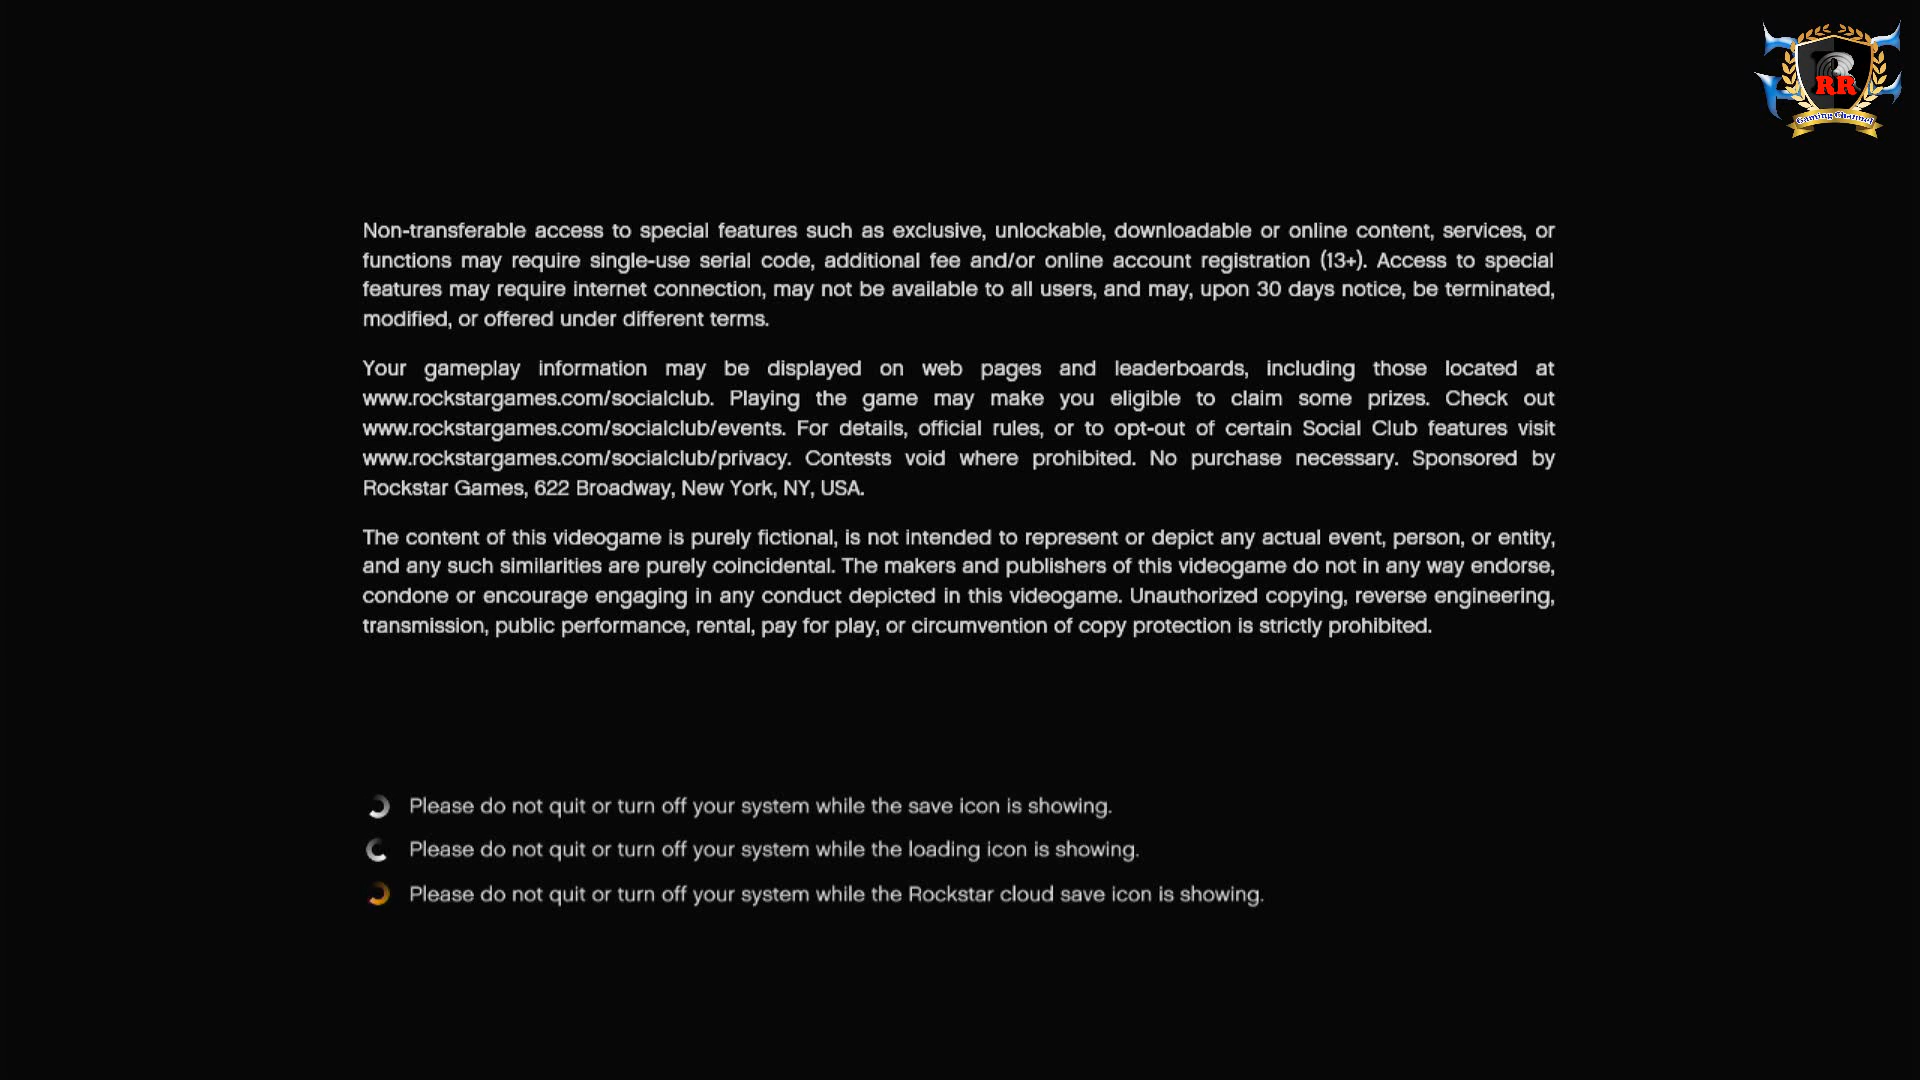 RR
Gaming Channel
Non-transferable access to special features such as exclusive, unlockable, downloadable or online content, services, or
functions may require single-use serial code, additional fee and/or online account registration (13+). Access to special
features may require internet connection, may not be available to all users, and may, upon 30 days notice, be terminated,
modified, or offered under different terms.
Your gameplay information may be displayed on web pages and leaderboards, including those located at
www.rockstargames.com/socialclub. Playing the game may make you eligible to claim some prizes. Check out
www.rockstargames.com/socialclub/events. For details, official rules, or to opt-out of certain Social Club features visit
www.rockstargames.com/socialclub/privacy. Contests void where prohibited. No purchase necessary. Sponsored by
Rockstar Games, 622 Broadway, New York, NY, USA.
The content of this videogame is purely fictional, is not intended to represent or depict any actual event, person, or entity,
and any such similarities are purely coincidental. The makers and publishers of this videogame do not in any way endorse,
condone or encourage engaging in any conduct depicted in this videogame. Unauthorized copying, reverse engineering,
transmission, public performance, rental, pay for play, or circumvention of copy protection is strictly prohibited.
Please do not quit or turn off your system while the save icon is showing.
Please do not quit or turn off your system while the loading icon is showing.
Please do not quit or turn off your system while the Rockstar cloud save icon is showing.